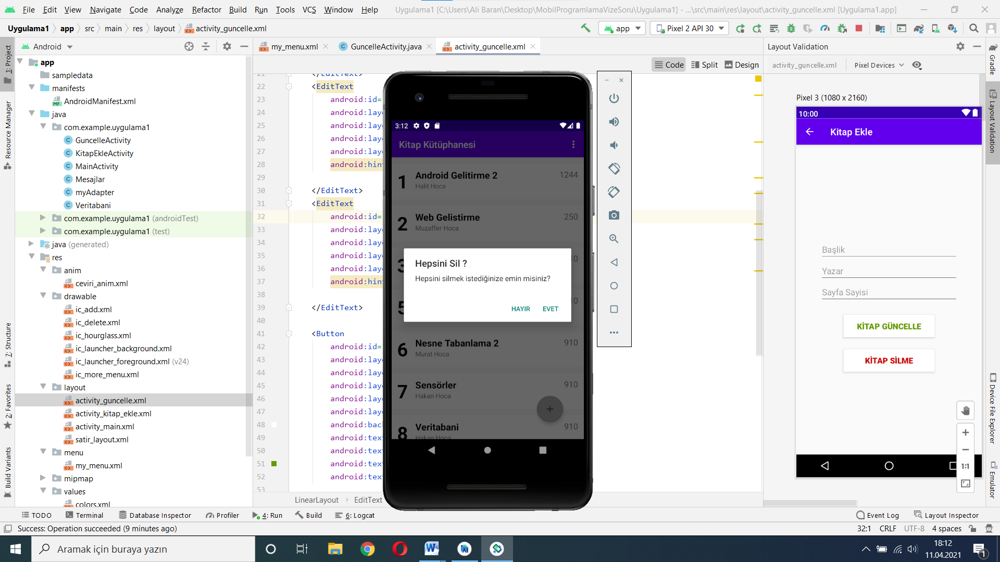 File Edit View Navigate Code Analyze Refactor Build Run Tools VCS Window Help Uygulama1 [C:\Users\Ali Baran\Desktop\MobilProgramlamaVizeSoru\Uygulama1] - ...\src\main\res\layout\activity_guncelle.xml [Uygulama1.app]
Uygulama1 app src main res layout activity_guncelle.xml app Pixel 2 API 30
Android my_menu.xml GuncelleActivity.java activity_guncelle.xml Layout Validation
Code Split Design activity_guncelle.xml Pixel Devices
1: Project
Resource Manager
7: Structure
2: Favorites
Build Variants
app
sampledata
manifests
AndroidManifest.xml
java
com.example.uygulama1
GuncelleActivity
KitapEkleActivity
MainActivity
Mesajlar
myAdapter
Veritabani
com.example.uygulama1 (androidTest)
com.example.uygulama1 (test)
java (generated)
res
anim
ceviri_anim.xml
drawable
ic_add.xml
ic_delete.xml
ic_hourglass.xml
ic_launcher_background.xml
ic_launcher_foreground.xml (v24)
ic_more_menu.xml
layout
activity_guncelle.xml
activity_kitap_ekle.xml
activity_main.xml
satir_layout.xml
menu
my_menu.xml
mipmap
values
colors.xml
21 </EditText>
22 <EditText
23 android:id=
24 android:lay
25 android:lay
26 android:lay
27 android:lay
28 android:hin
29
30 </EditText>
31 <EditText
32 android:id=
33 android:lay
34 android:lay
35 android:lay
36 android:lay
37 android:hin
38
39 </EditText>
40
41 <Button
42 android:id=
43 android:lay
44 android:lay
45 android:lay
46 android:lay
47 android:lay
48 android:bac
49 android:tex
50 android:tex
51 android:tex
52 android:tex
53
LinearLayout EditText
3:12
Kitap Kütüphanesi
1 Android Gelitirme 2 1244
Halit Hoca
2 Web Gelistirme 250
Muzaffer Hoca
3 0
Hepsini Sil ?
Hepsini silmek istediğinize emin misiniz?
HAYIR EVET
5 0
6 Nesne Tabanlama 2 910
Murat Hoca
7 Sensörler 910
Hakan Hoca
8 Veritabani 910
Hakan Hoca
Pixel 3 (1080 x 2160)
10:00
Kitap Ekle
Başlik
Yazar
Sayfa Sayisi
KİTAP GÜNCELLE
KİTAP SİLME
1:1
Gradle
Layout Validation
Device File Explorer
Emulator
TODO Terminal Database Inspector Profiler 4: Run Build 6: Logcat Event Log Layout Inspector
Success: Operation succeeded (9 minutes ago) 32:1 CRLF UTF-8 4 spaces
Aramak için buraya yazın
18:12
11.04.2021
1